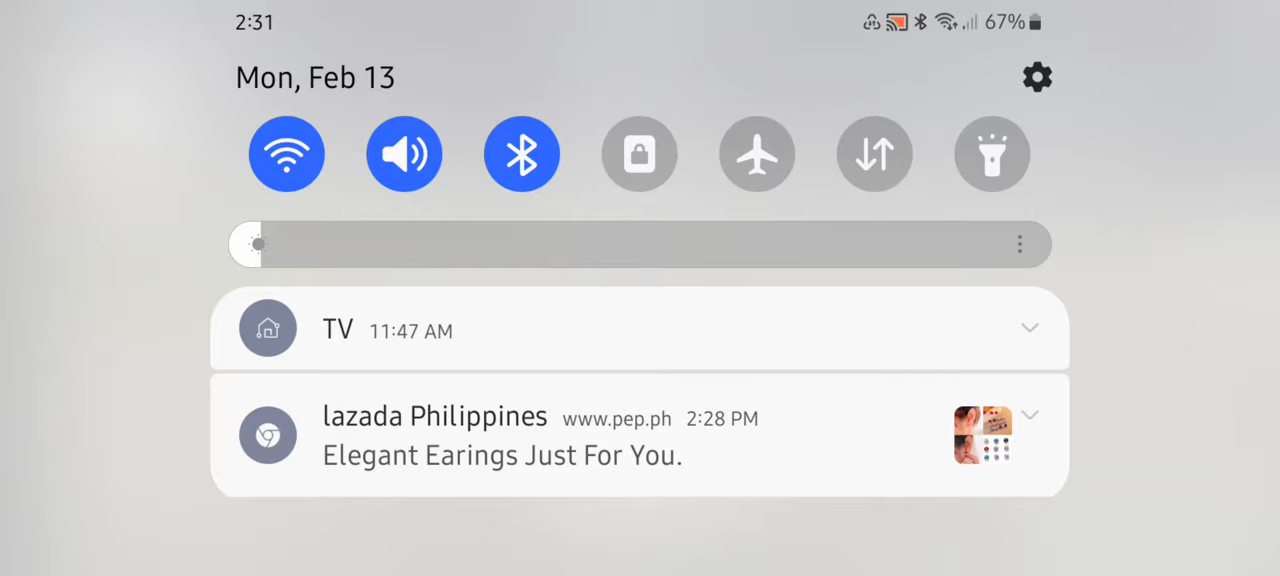 2:31
67%
Mon, Feb 13
TV 11:47 AM
lazada Philippines www.pep.ph 2:28 PM
Elegant Earings Just For You.